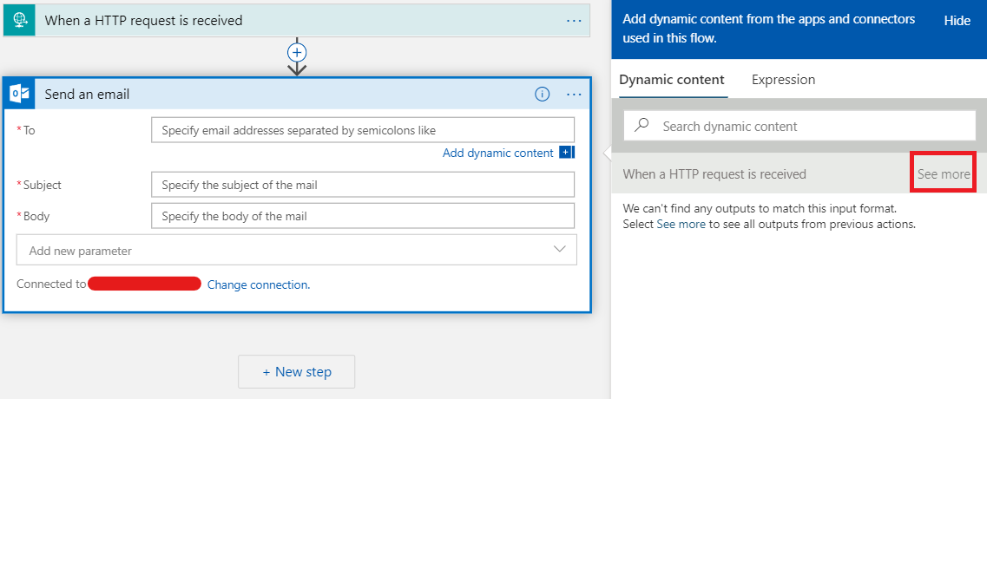 When a HTTP request is received
...
Send an email
...
* To
Specify email addresses separated by semicolons like
Add dynamic content +
* Subject
Specify the subject of the mail
* Body
Specify the body of the mail
Add new parameter
Connected to
Change connection.
+ New step
Add dynamic content from the apps and connectors
used in this flow.
Hide
Dynamic content
Expression
Search dynamic content
When a HTTP request is received
See more
We can't find any outputs to match this input format.
Select See more to see all outputs from previous actions.